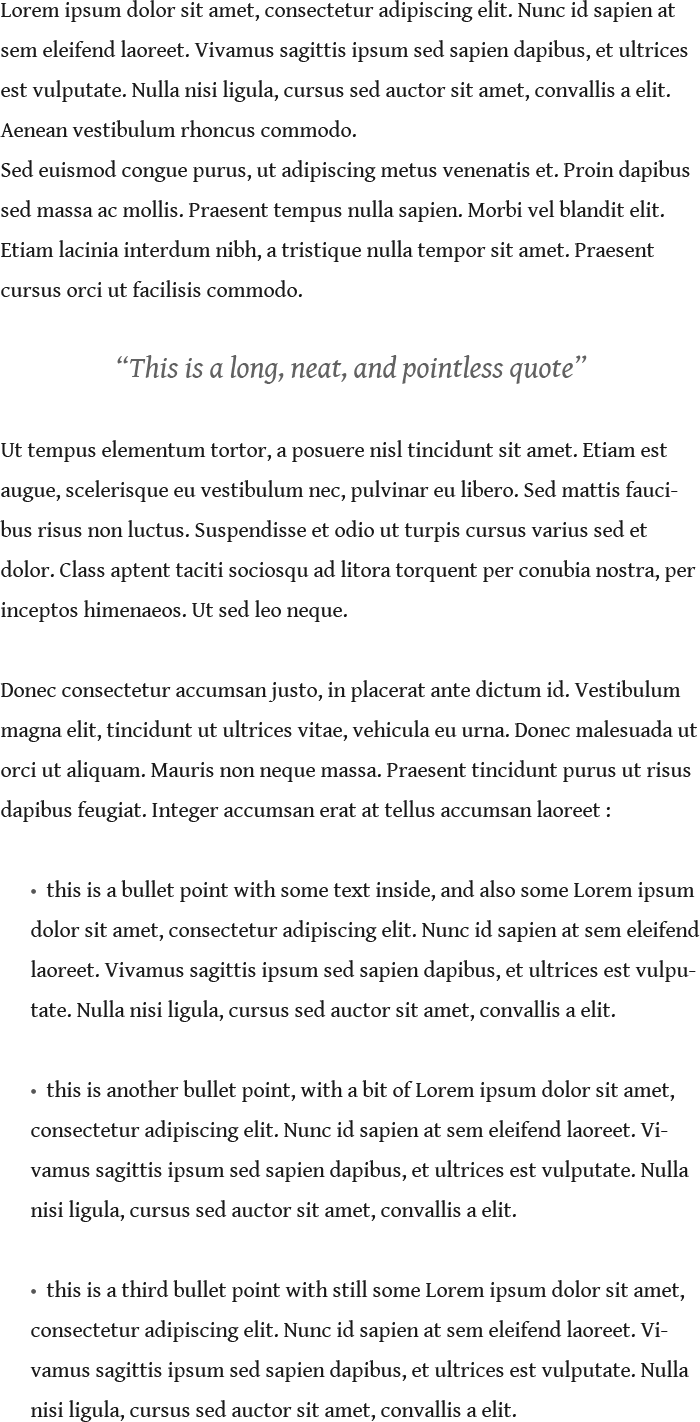 Lorem ipsum dolor sit amet, consectetur adipiscing elit. Nunc id sapien at
sem eleifend laoreet. Vivamus sagittis ipsum sed sapien dapibus, et ultrices
est vulputate. Nulla nisi ligula, cursus sed auctor sit amet, convallis a elit.
Aenean vestibulum rhoncus commodo.
Sed euismod congue purus, ut adipiscing metus venenatis et. Proin dapibus
sed massa ac mollis. Praesent tempus nulla sapien. Morbi vel blandit elit.
Etiam lacinia interdum nibh, a tristique nulla tempor sit amet. Praesent
cursus orci ut facilisis commodo.
“This is a long, neat, and pointless quote”
Ut tempus elementum tortor, a posuere nisl tincidunt sit amet. Etiam est
augue, scelerisque eu vestibulum nec, pulvinar eu libero. Sed mattis fauci-
bus risus non luctus. Suspendisse et odio ut turpis cursus varius sed et
dolor. Class aptent taciti sociosqu ad litora torquent per conubia nostra, per
inceptos himenaeos. Ut sed leo neque.
Donec consectetur accumsan justo, in placerat ante dictum id. Vestibulum
magna elit, tincidunt ut ultrices vitae, vehicula eu urna. Donec malesuada ut
orci ut aliquam. Mauris non neque massa. Praesent tincidunt purus ut risus
dapibus feugiat. Integer accumsan erat at tellus accumsan laoreet :
• this is a bullet point with some text inside, and also some Lorem ipsum
dolor sit amet, consectetur adipiscing elit. Nunc id sapien at sem eleifend
laoreet. Vivamus sagittis ipsum sed sapien dapibus, et ultrices est vulpu-
tate. Nulla nisi ligula, cursus sed auctor sit amet, convallis a elit.
• this is another bullet point, with a bit of Lorem ipsum dolor sit amet,
consectetur adipiscing elit. Nunc id sapien at sem eleifend laoreet. Vi-
vamus sagittis ipsum sed sapien dapibus, et ultrices est vulputate. Nulla
nisi ligula, cursus sed auctor sit amet, convallis a elit.
• this is a third bullet point with still some Lorem ipsum dolor sit amet,
consectetur adipiscing elit. Nunc id sapien at sem eleifend laoreet. Vi-
vamus sagittis ipsum sed sapien dapibus, et ultrices est vulputate. Nulla
nisi ligula, cursus sed auctor sit amet, convallis a elit.